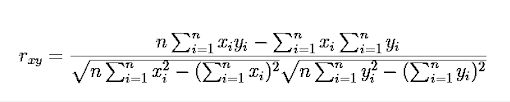 r_{xy} = \frac{n\sum_{i=1}^{n} x_i y_i - \sum_{i=1}^{n} x_i \sum_{i=1}^{n} y_i}{\sqrt{n\sum_{i=1}^{n} x_i^2 - (\sum_{i=1}^{n} x_i)^2}\sqrt{n\sum_{i=1}^{n} y_i^2 - (\sum_{i=1}^{n} y_i)^2}}